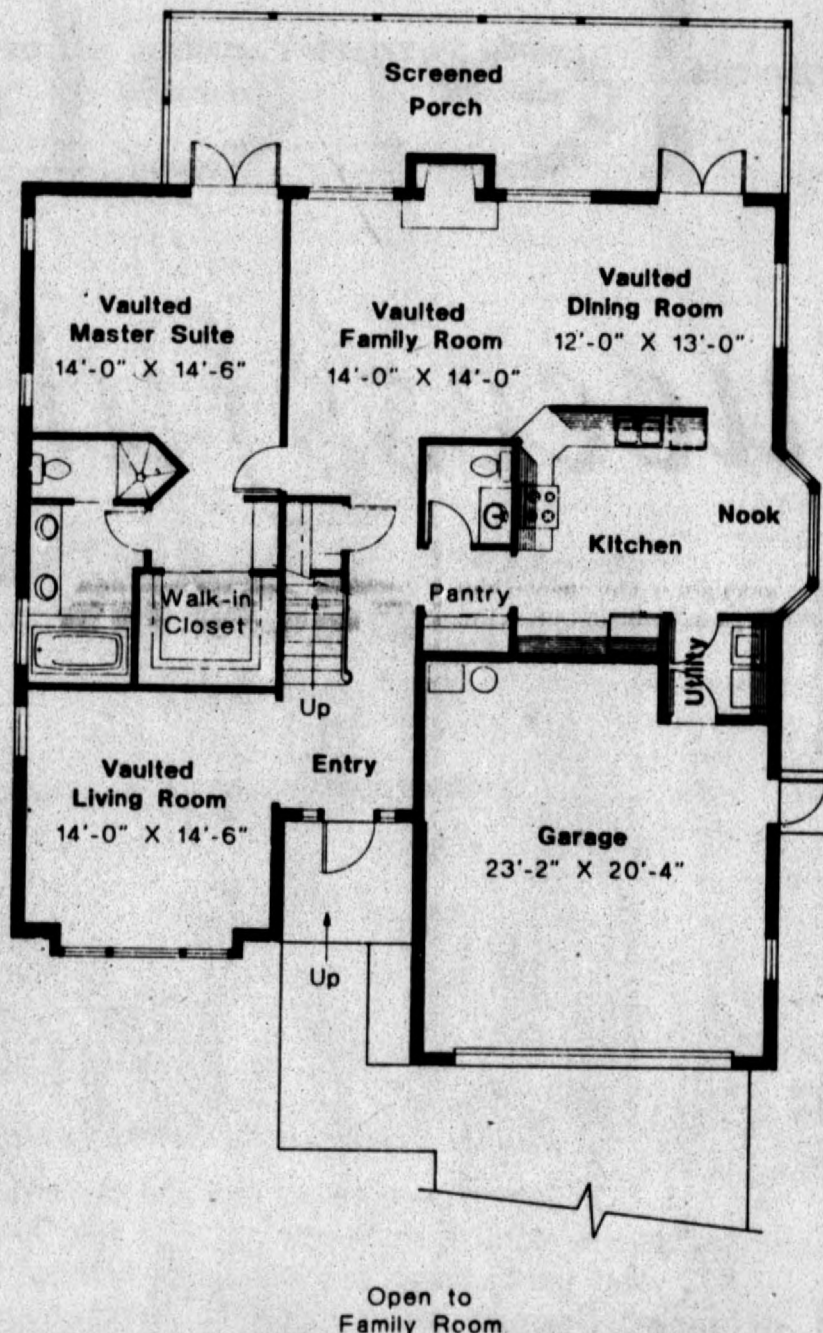 Screened
Porch
Vaulted
Master Suite
14'-0" X 14'-6"
Vaulted
Family Room
14'-0" X 14'-0"
Vaulted
Dining Room
12'-0" X 13'-0"
Nook
Kitchen
Pantry
Walk-in
Closet
Utility
Up
Vaulted
Living Room
14'-0" X 14'-6"
Entry
Garage
23'-2" X 20'-4"
Up
Open to
Family Room